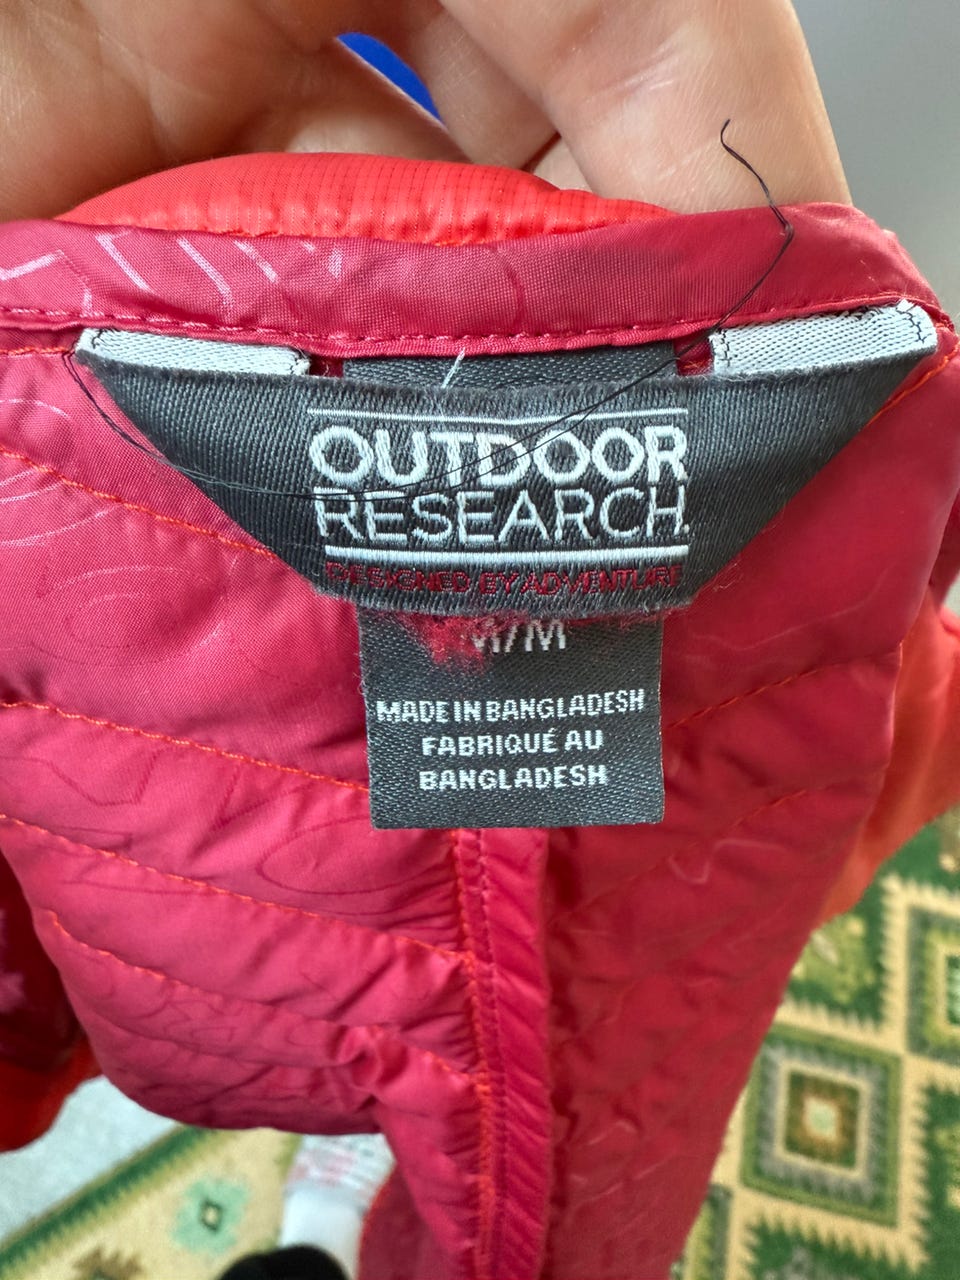 OUTDOOR
RESEARCH.
DESIGNED BY ADVENTURE
M/M
MADE IN BANGLADESH
FABRIQUÉ AU
BANGLADESH